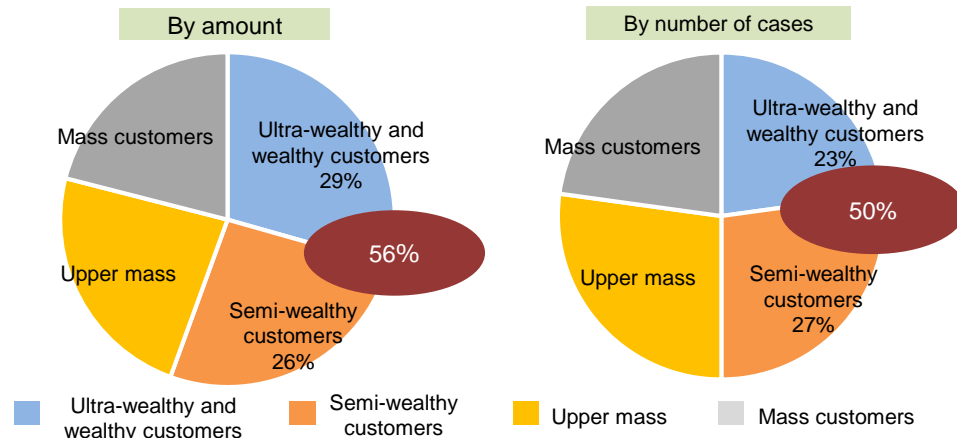 By amount
Mass customers
Ultra-wealthy and
wealthy customers
29%
56%
Upper mass
Semi-wealthy
customers
26%
By number of cases
Mass customers
Ultra-wealthy and
wealthy customers
23%
50%
Upper mass
Semi-wealthy
customers
27%
Ultra-wealthy and
wealthy customers
Semi-wealthy
customers
Upper mass
Mass customers